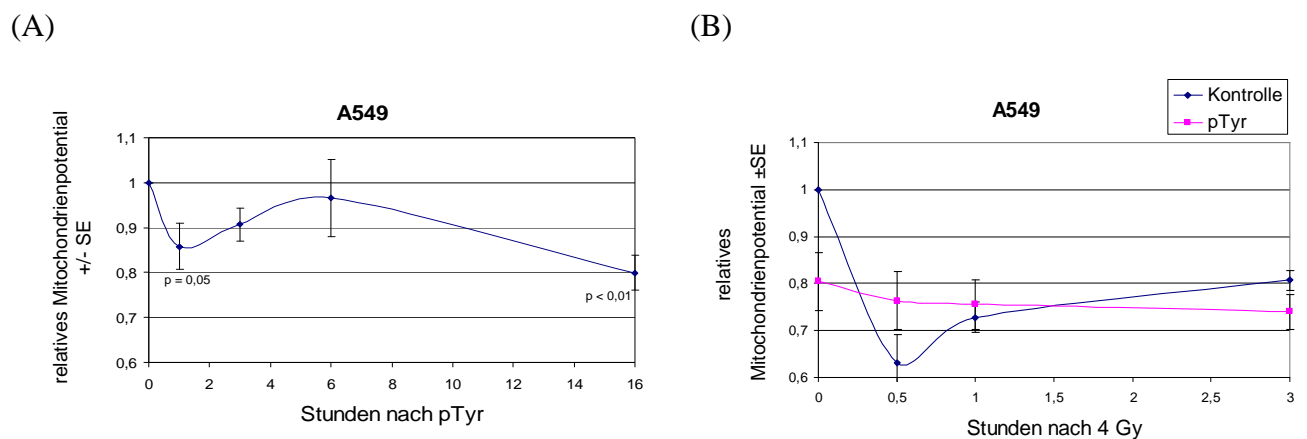 (A)
(B)
A549
relatives Mitochondrienpotential
+/- SE
1,1
1
0,9
0,8
0,7
0,6
p = 0,05
p < 0,01
0 2 4 6 8 10 12 14 16
Stunden nach pTyr
Kontrolle
pTyr
A549
relatives
Mitochondrienpotential ±SE
1,1
1
0,9
0,8
0,7
0,6
0 0,5 1 1,5 2 2,5 3
Stunden nach 4 Gy